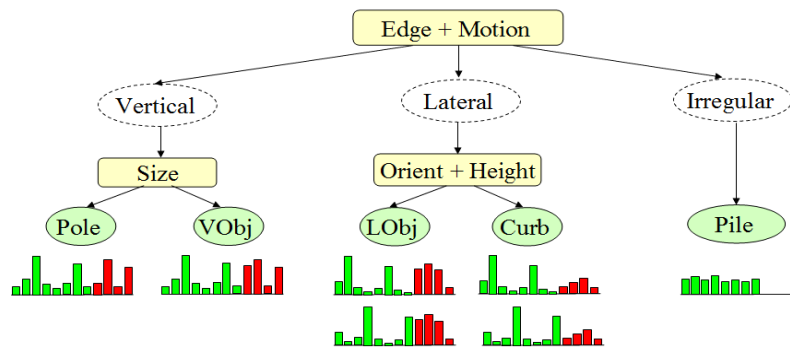 Edge + Motion
Vertical
Lateral
Irregular
Size
Orient + Height
Pole
VObj
LObj
Curb
Pile